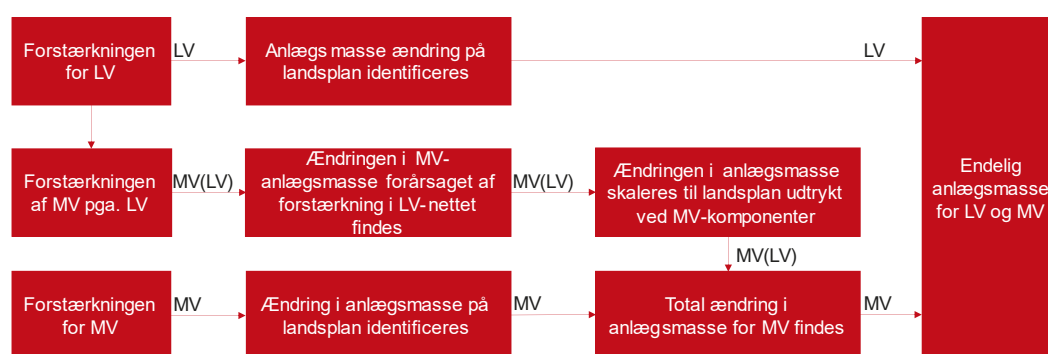 Forstærkningen
for LV
LV
Anlægsmasse ændring på
landsplan identificeres
LV
Forstærkningen
af MV pga. LV
MV(LV)
Ændringen i MV-
anlægsmasse forårsaget af
forstærkning i LV-nettet
findes
MV(LV)
Ændringen i anlægsmasse
skaleres til landsplan udtrykt
ved MV-komponenter
MV(LV)
Forstærkningen
for MV
MV
Ændring i anlægsmasse på
landsplan identificeres
MV
Total ændring i
anlægsmasse for MV findes
MV
Endelig
anlægsmasse
for LV og MV